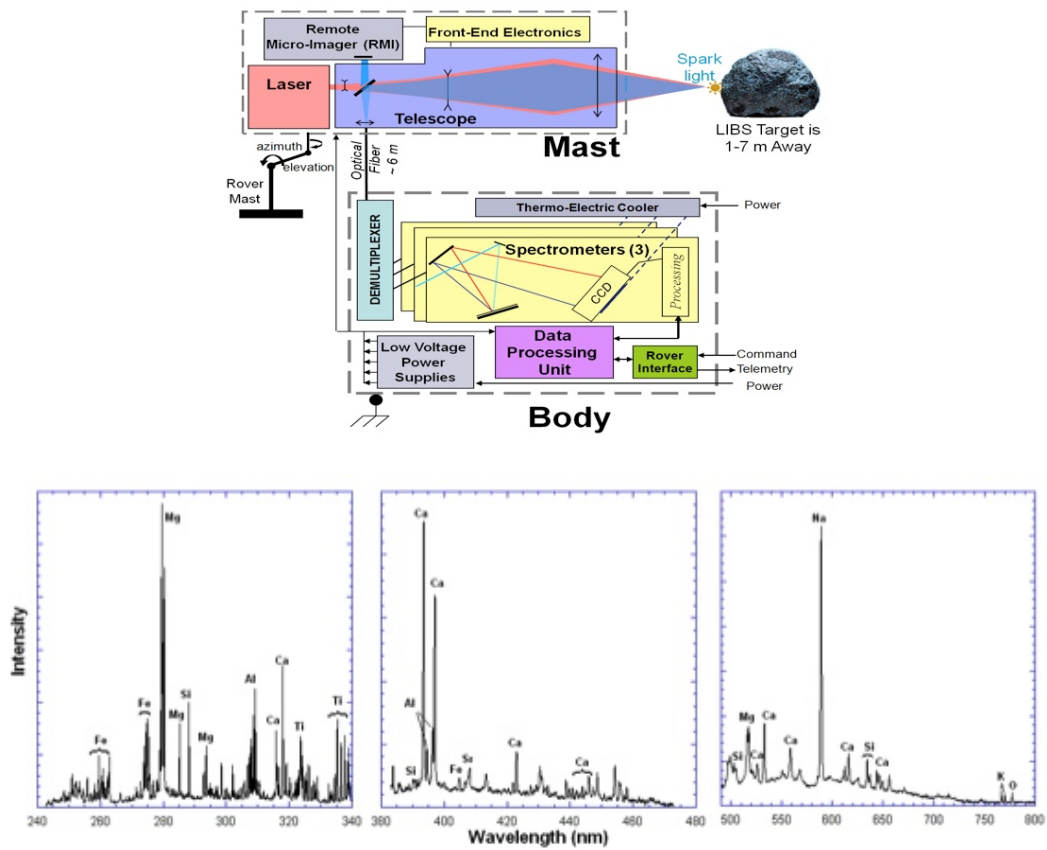 Remote
Micro-Imager (RMI)
Front-End Electronics
Laser
Telescope
Spark
light
LIBS Target is
1-7 m Away
Mast
azimuth
elevation
Rover
Mast
Optical
Fiber
~ 6 m
Thermo-Electric Cooler
Power
DEMULTIPLEXER
Spectrometers (3)
CCD
Processing
Data
Processing
Unit
Low Voltage
Power
Supplies
Rover
Interface
Command
Telemetry
Power
Body
Intensity
Fe
Fe
Mg
Mg
Si
Mg
Al
Ca
Ca
Ti
Ti
240 260 280 300 320 340
Ca
Ca
Al
Si
Fe
Sr
Ca
Ca
380 400 420 440 460 480
Na
Mg
Si
Ca
Ca
Ca
Ca
Si
Ca
K
O
500 550 600 650 700 750 800
Wavelength (nm)